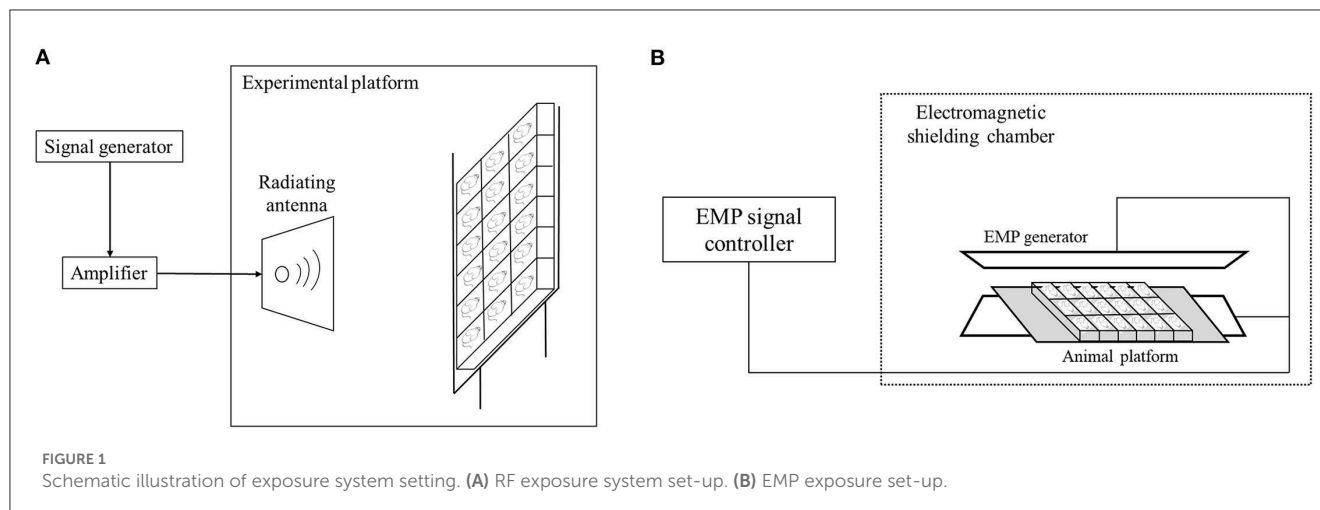 A
Experimental platform
Signal generator
Radiating
antenna
Amplifier
B
Electromagnetic
shielding chamber
EMP signal
controller
EMP generator
Animal platform
FIGURE 1
Schematic illustration of exposure system setting. (A) RF exposure system set-up. (B) EMP exposure set-up.